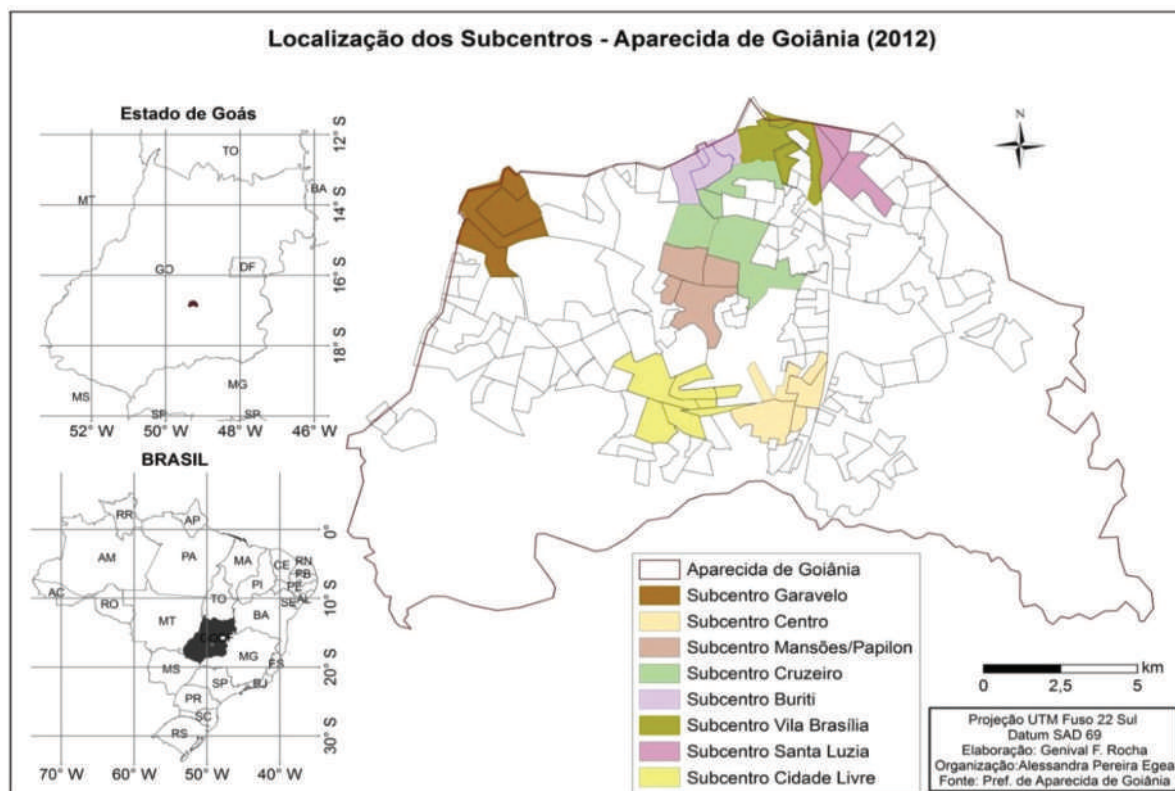 Localização dos Subcentros - Aparecida de Goiânia (2012)
Estado de Goás
TO
BA
MT
GO
DF
MG
MS
SP
SP
12° S
14° S
16° S
18° S
52° W
50° W
48° W
46° W
BRASIL
RR
AP
AM
PA
MA
CE
RN
PB
PI
PE
AC
TO
AL
SE
RO
BA
MT
MG
ES
MS
SP
RJ
PR
SC
RS
0°
10° S
20° S
30° S
70° W
60° W
50° W
40° W
N
Aparecida de Goiânia
Subcentro Garavelo
Subcentro Centro
Subcentro Mansões/Papilon
Subcentro Cruzeiro
Subcentro Buriti
Subcentro Vila Brasília
Subcentro Santa Luzia
Subcentro Cidade Livre
km
0 2,5 5
Projeção UTM Fuso 22 Sul
Datum SAD 69
Elaboração: Genival F. Rocha
Organização:Alessandra Pereira Egea
Fonte: Pref. de Aparecida de Goiânia